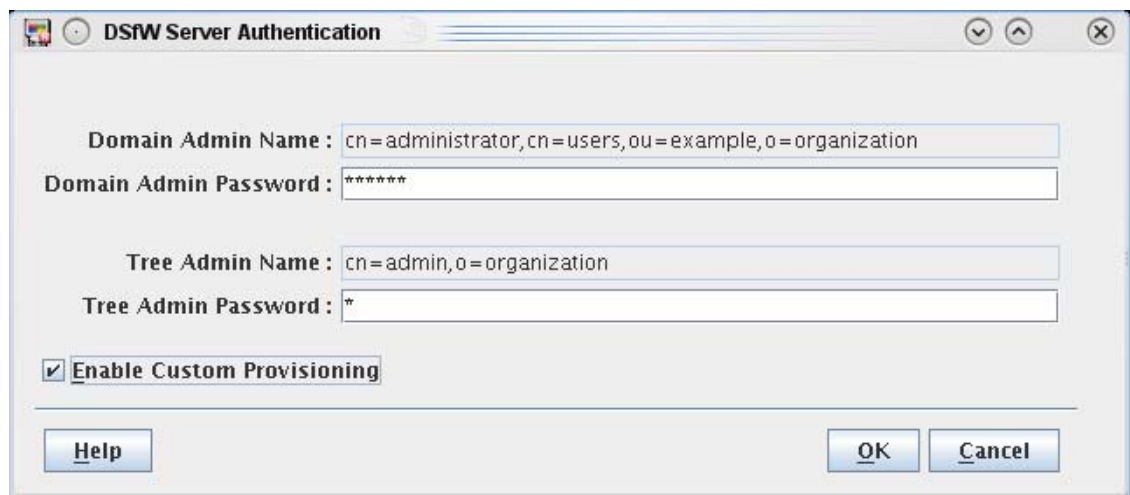 DSfW Server Authentication
Domain Admin Name : cn=administrator,cn=users,ou=example,o=organization
Domain Admin Password : ******
Tree Admin Name : cn=admin,o=organization
Tree Admin Password : *
Enable Custom Provisioning
Help OK Cancel